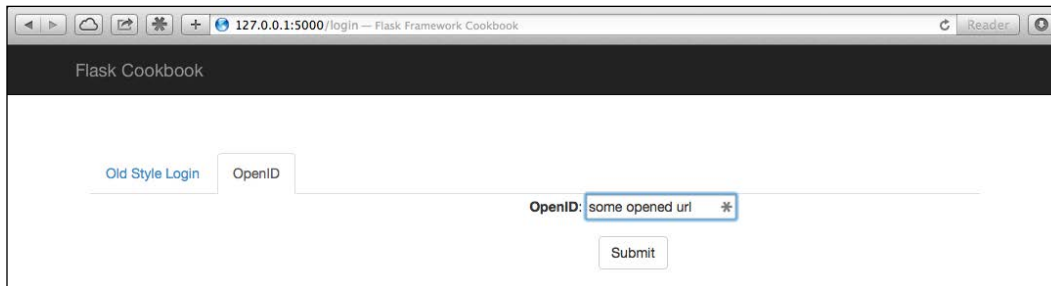 127.0.0.1:5000/login — Flask Framework Cookbook
Reader
Flask Cookbook
Old Style Login
OpenID
OpenID: some opened url
Submit